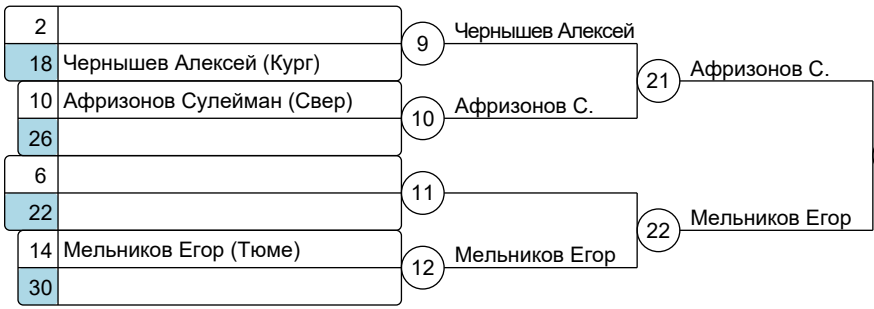 2
18 Чернышев Алексей (Кург)
10 Афризонов Сулейман (Свер)
26
6
22
14 Мельников Егор (Тюме)
30
9 Чернышев Алексей
10 Афризонов С.
11
12 Мельников Егор
21 Афризонов С.
22 Мельников Егор